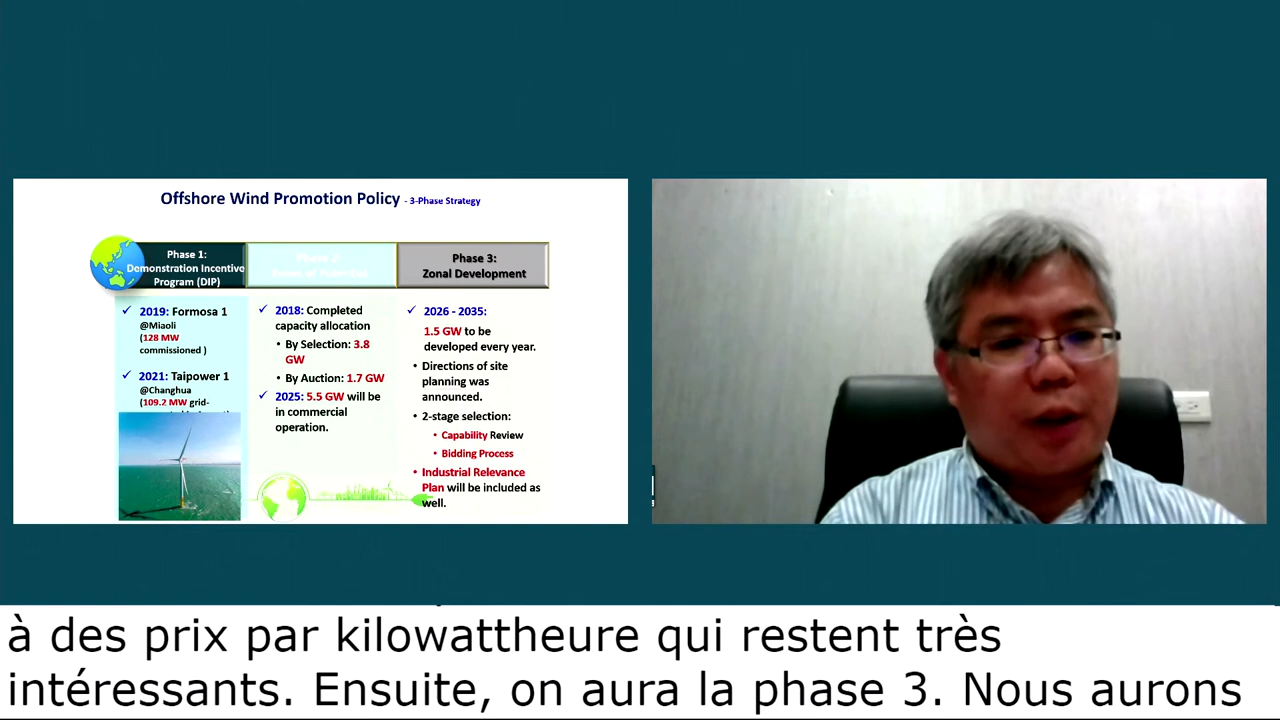 Offshore Wind Promotion Policy - 3-Phase Strategy
Phase 1:
Demonstration Incentive
Program (DIP)
✓ 2019: Formosa 1
@Miaoli
(128 MW
commissioned )
✓ 2021: Taipower 1
@Changhua
(109.2 MW grid-
Phase 2:
✓ 2018: Completed
capacity allocation
• By Selection: 3.8
GW
• By Auction: 1.7 GW
✓ 2025: 5.5 GW will be
in commercial
operation.
Phase 3:
Zonal Development
✓ 2026 - 2035:
1.5 GW to be
developed every year.
• Directions of site
planning was
announced.
• 2-stage selection:
• Capability Review
• Bidding Process
• Industrial Relevance
Plan will be included as
well.
à des prix par kilowattheure qui restent très
intéressants. Ensuite, on aura la phase 3. Nous aurons